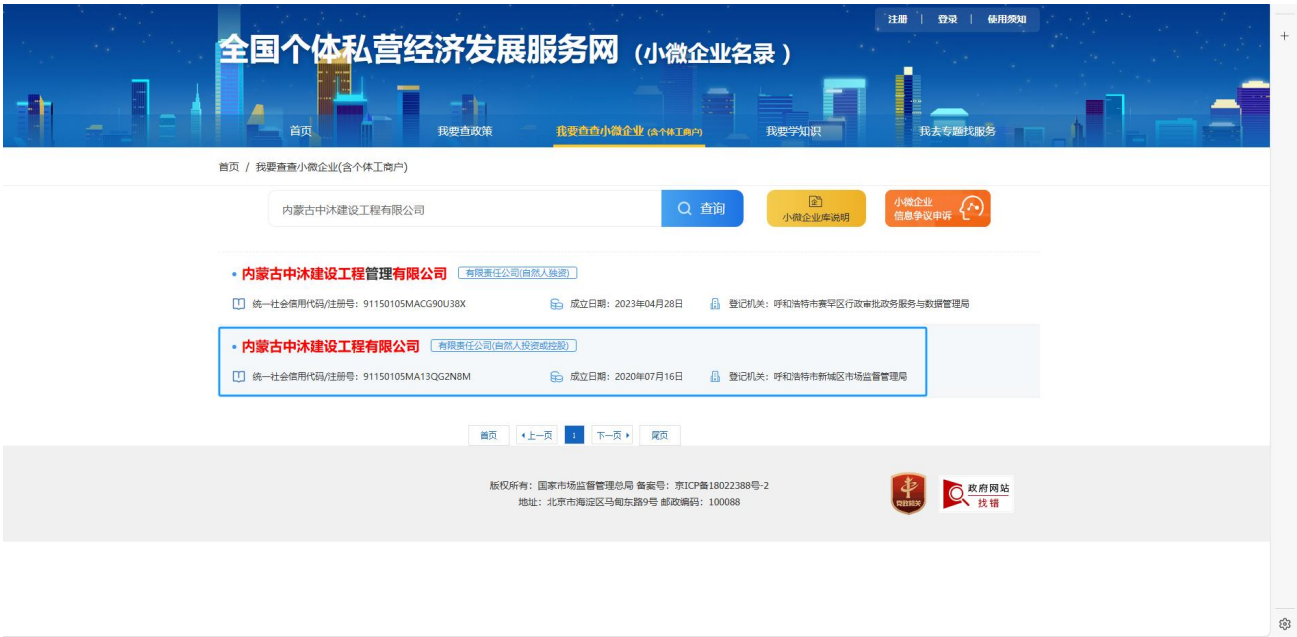 注册 | 登录 | 使用须知
全国个体私营经济发展服务网（小微企业名录）
首页 我要查政策 我要查查小微企业(含个体工商户) 我要学知识 我去专题找服务
首页 / 我要查查小微企业(含个体工商户)
内蒙古中沐建设工程有限公司 查询 小微企业库说明 小微企业
信息争议申诉
内蒙古中沐建设工程管理有限公司 有限责任公司(自然人独资)
统一社会信用代码/注册号：91150105MACG90U38X 成立日期：2023年04月28日 登记机关：呼和浩特市赛罕区行政审批政务服务与数据管理局
内蒙古中沐建设工程有限公司 有限责任公司(自然人投资或控股)
统一社会信用代码/注册号：91150105MA13QG2N8M 成立日期：2020年07月16日 登记机关：呼和浩特市新城区市场监督管理局
首页 上一页 1 下一页 尾页
版权所有：国家市场监督管理总局 备案号：京ICP备18022388号-2
地址：北京市海淀区马甸东路9号 邮政编码：100088
党政机关
政府网站
找错